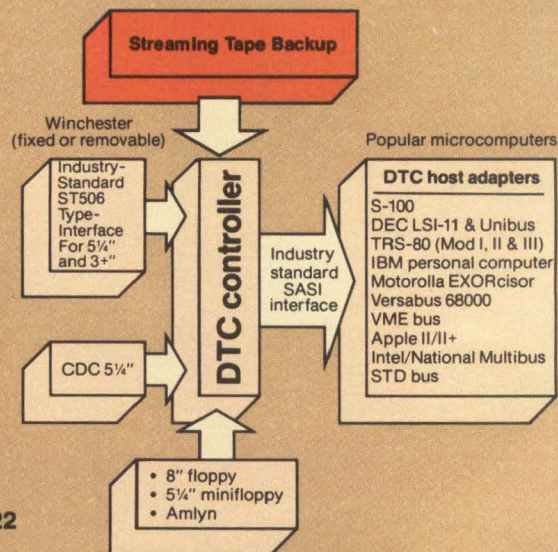 Streaming Tape Backup
Winchester
(fixed or removable)
Industry-
Standard
ST506
Type-
Interface
For 5¼"
and 3+"
CDC 5¼"
• 8" floppy
• 5¼" minifloppy
• Amlyn
DTC controller
Industry
standard
SASI
interface
Popular microcomputers
DTC host adapters
S-100
DEC LSI-11 & Unibus
TRS-80 (Mod I, II & III)
IBM personal computer
Motorolla EXORcisor
Versabus 68000
VME bus
Apple II/II+
Intel/National Multibus
STD bus
22